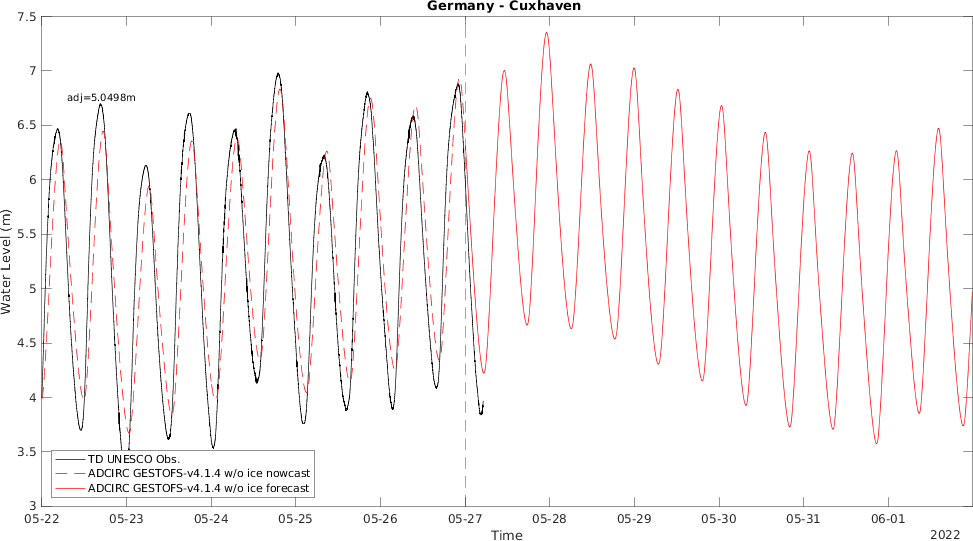 Germany - Cuxhaven
7.5
7
6.5
6
5.5
5
4.5
4
3.5
3
Water Level (m)
adj=5.0498m
TD UNESCO Obs.
ADCIRC GESTOFS-v4.1.4 w/o ice nowcast
ADCIRC GESTOFS-v4.1.4 w/o ice forecast
05-22 05-23 05-24 05-25 05-26 05-27 05-28 05-29 05-30 05-31 06-01
Time
2022